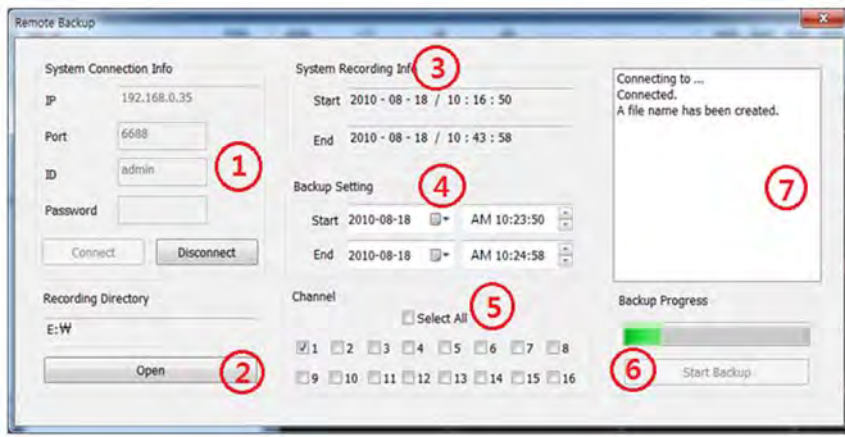 Remote Backup
System Connection Info
IP 192.168.0.35
Port 6688
ID admin
Password
Connect Disconnect
Recording Directory
E:₩
Open
1
2
System Recording Info
3
Start 2010 - 08 - 18 / 10 : 16 : 50
End 2010 - 08 - 18 / 10 : 43 : 58
Backup Setting
4
Start 2010-08-18 AM 10:23:50
End 2010-08-18 AM 10:24:58
Channel
5
Select All
1 2 3 4 5 6 7 8
9 10 11 12 13 14 15 16
Connecting to ...
Connected.
A file name has been created.
7
Backup Progress
6
Start Backup